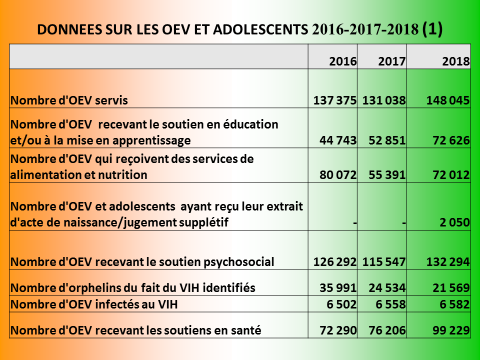 DONNEES SUR LES OEV ET ADOLESCENTS 2016-2017-2018 (1)
2016 2017 2018
Nombre d'OEV servis 137 375 131 038 148 045
Nombre d'OEV recevant le soutien en éducation
et/ou à la mise en apprentissage 44 743 52 851 72 626
Nombre d'OEV qui reçoivent des services de
alimentation et nutrition 80 072 55 391 72 012
Nombre d'OEV et adolescents ayant reçu leur extrait
d'acte de naissance/jugement supplétif - - 2 050
Nombre d'OEV recevant le soutien psychosocial 126 292 115 547 132 294
Nombre d'orphelins du fait du VIH identifiés 35 991 24 534 21 569
Nombre d'OEV infectés au VIH 6 502 6 558 6 582
Nombre d'OEV recevant les soutiens en santé 72 290 76 206 99 229